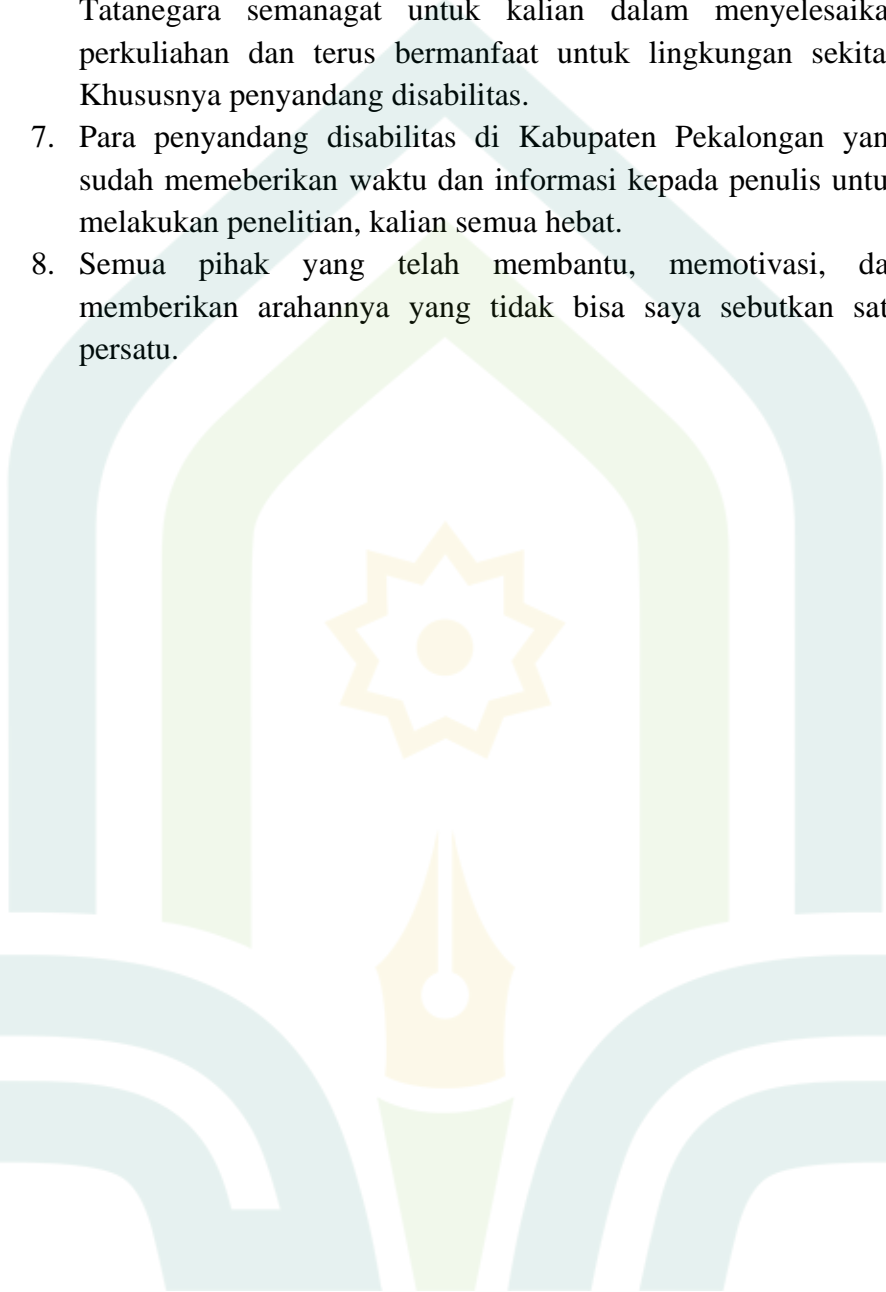 Tatanegara semanagat untuk kalian dalam menyelesaika
perkuliahan dan terus bermanfaat untuk lingkungan sekita
Khususnya penyandang disabilitas.
7. Para penyandang disabilitas di Kabupaten Pekalongan yan
sudah memeberikan waktu dan informasi kepada penulis untu
melakukan penelitian, kalian semua hebat.
8. Semua pihak yang telah membantu, memotivasi, da
memberikan arahannya yang tidak bisa saya sebutkan sat
persatu.